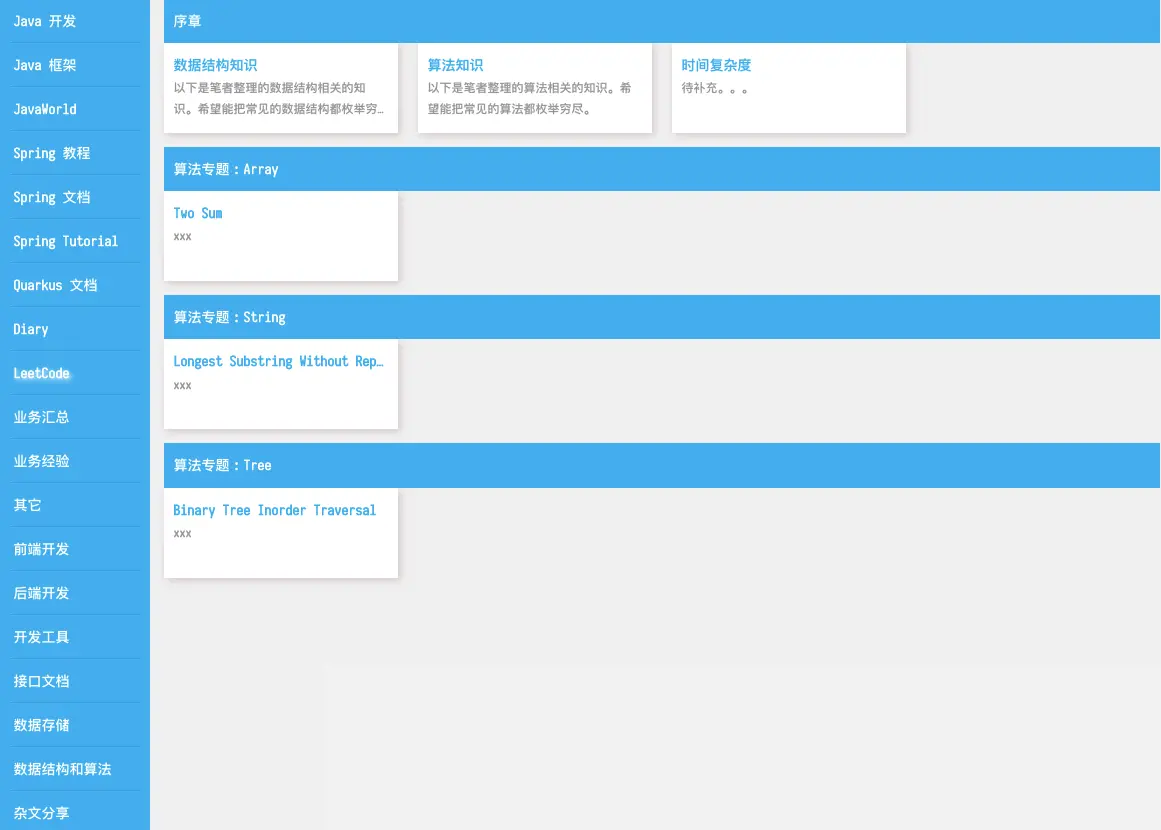 Java 开发
Java 框架
JavaWorld
Spring 教程
Spring 文档
Spring Tutorial
Quarkus 文档
Diary
LeetCode
业务汇总
业务经验
其它
前端开发
后端开发
开发工具
接口文档
数据存储
数据结构和算法
杂文分享
序章
数据结构知识
以下是笔者整理的数据结构相关的知
识。希望能把常见的数据结构都枚举穷…
算法知识
以下是笔者整理的算法相关的知识。希
望能把常见的算法都枚举穷尽。
时间复杂度
待补充。。。
算法专题：Array
Two Sum
xxx
算法专题：String
Longest Substring Without Rep…
xxx
算法专题：Tree
Binary Tree Inorder Traversal
xxx